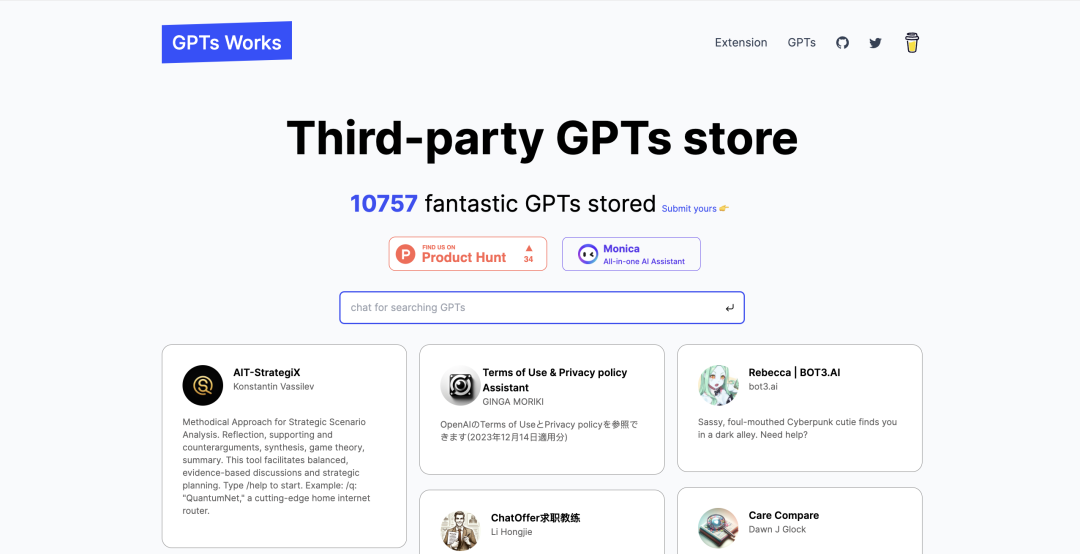 GPTs Works
Extension GPTs
Third-party GPTs store
10757 fantastic GPTs stored Submit yours 👉
FIND US ON
Product Hunt
▲
34
Monica
All-in-one AI Assistant
chat for searching GPTs
AIT-StrategiX
Konstantin Vassilev
Methodical Approach for Strategic Scenario
Analysis. Reflection, supporting and
counterarguments, synthesis, game theory,
summary. This tool facilitates balanced,
evidence-based discussions and strategic
planning. Type /help to start. Example: /q:
"QuantumNet," a cutting-edge home internet
router.
Terms of Use & Privacy policy
Assistant
GINGA MORIKI
OpenAIのTerms of UseとPrivacy policyを参照で
きます(2023年12月14日適用分)
Rebecca | BOT3.AI
bot3.ai
Sassy, foul-mouthed Cyberpunk cutie finds you
in a dark alley. Need help?
ChatOffer求职教练
Li Hongjie
Care Compare
Dawn J Glock